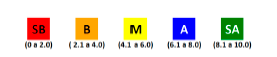 SB B M A SA
(0 a 2.0) ( 2.1 a 4.0) (4.1 a 6.0) (6.1 a 8.0) (8.1 a 10.0)